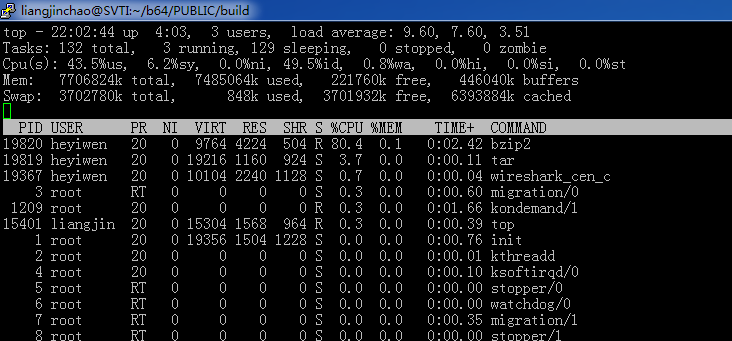 liangjinchao@SVTI:~/b64/PUBLIC/build
top - 22:02:44 up  4:03,  3 users,  load average: 9.60, 7.60, 3.51
Tasks: 132 total,   3 running, 129 sleeping,   0 stopped,   0 zombie
Cpu(s): 43.5%us,  6.2%sy,  0.0%ni, 49.5%id,  0.8%wa,  0.0%hi,  0.0%si,  0.0%st
Mem:   7706824k total,  7485064k used,   221760k free,   446040k buffers
Swap:  3702780k total,      848k used,  3701932k free,  6393884k cached
PID USER      PR  NI  VIRT  RES  SHR S %CPU %MEM    TIME+  COMMAND
19820 heyiwen   20   0  9764 4224  504 R 80.4  0.1   0:02.42 bzip2
19819 heyiwen   20   0 19216 1160  924 S  3.7  0.0   0:00.11 tar
19367 heyiwen   20   0 10104 2240 1128 S  0.7  0.0   0:00.04 wireshark_cen_c
3 root      RT   0     0    0    0 S  0.3  0.0   0:00.60 migration/0
1209 root      20   0     0    0    0 R  0.3  0.0   0:01.66 kondemand/1
15401 liangjin  20   0 15304 1568  964 R  0.3  0.0   0:00.39 top
1 root      20   0 19356 1504 1228 S  0.0  0.0   0:00.76 init
2 root      20   0     0    0    0 S  0.0  0.0   0:00.01 kthreadd
4 root      20   0     0    0    0 S  0.0  0.0   0:00.10 ksoftirqd/0
5 root      RT   0     0    0    0 S  0.0  0.0   0:00.00 stopper/0
6 root      RT   0     0    0    0 S  0.0  0.0   0:00.00 watchdog/0
7 root      RT   0     0    0    0 S  0.0  0.0   0:00.35 migration/1
8 root      RT   0     0    0    0 S  0.0  0.0   0:00.00 stopper/1